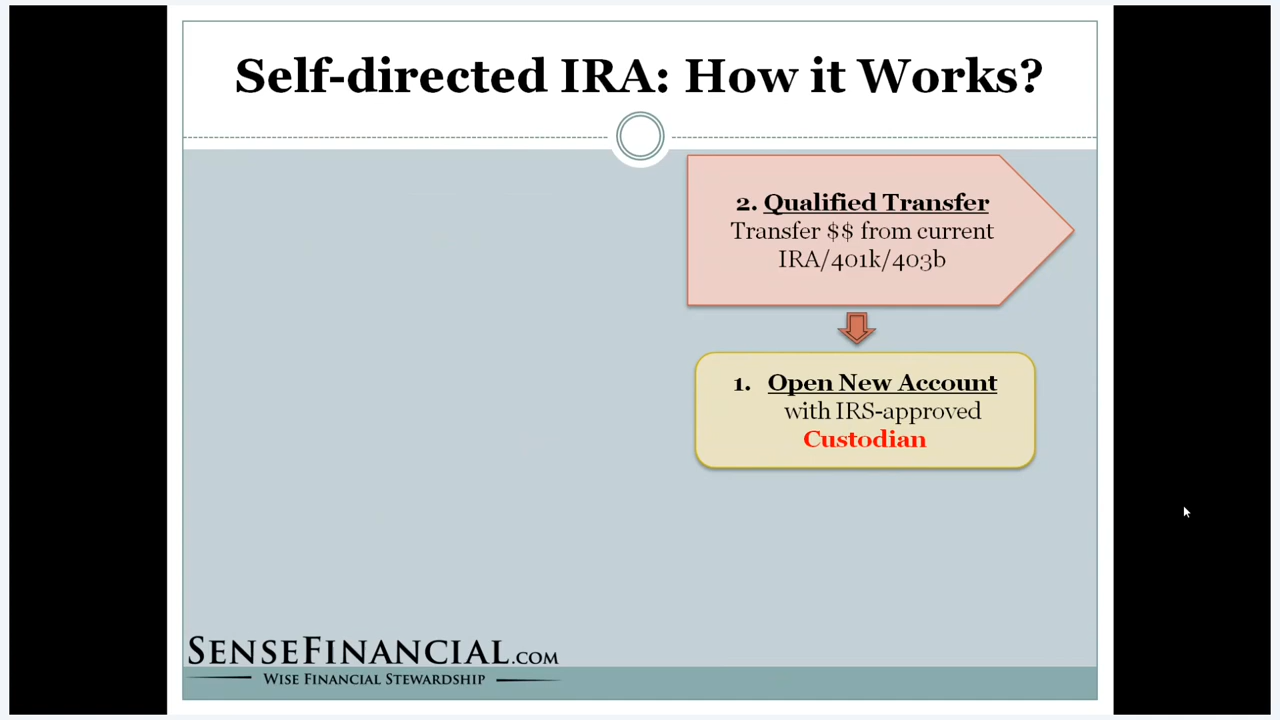 Self-directed IRA: How it Works?
2. Qualified Transfer
Transfer $$ from current
IRA/401k/403b
1. Open New Account
with IRS-approved
Custodian
SENSEFINANCIAL.COM
WISE FINANCIAL STEWARDSHIP